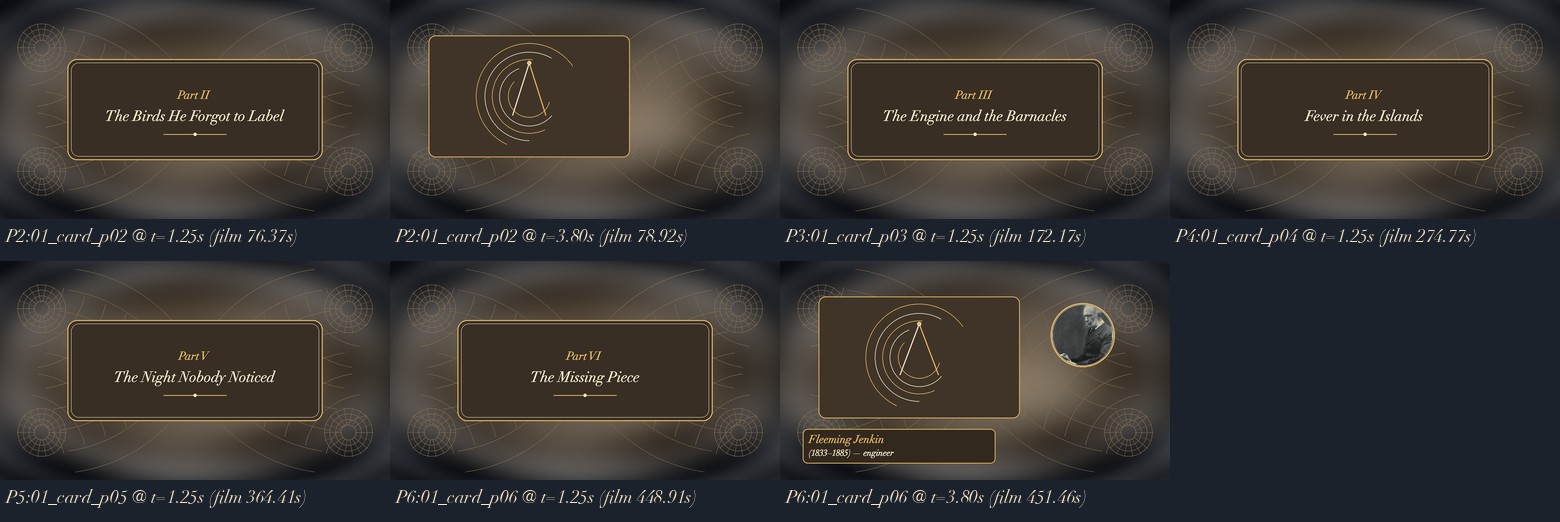 Part II
The Birds He Forgot to Label
Part III
The Engine and the Barnacles
Part IV
Fever in the Islands
P2:01_card_p02 @ t=1.25s (film 76.37s)
P2:01_card_p02 @ t=3.80s (film 78.92s)
P3:01_card_p03 @ t=1.25s (film 172.17s)
P4:01_card_p04 @ t=1.25s (film 274.77s)
Part V
The Night Nobody Noticed
Part VI
The Missing Piece
Fleeming Jenkin
(1833–1885) — engineer
P5:01_card_p05 @ t=1.25s (film 364.41s)
P6:01_card_p06 @ t=1.25s (film 448.91s)
P6:01_card_p06 @ t=3.80s (film 451.46s)